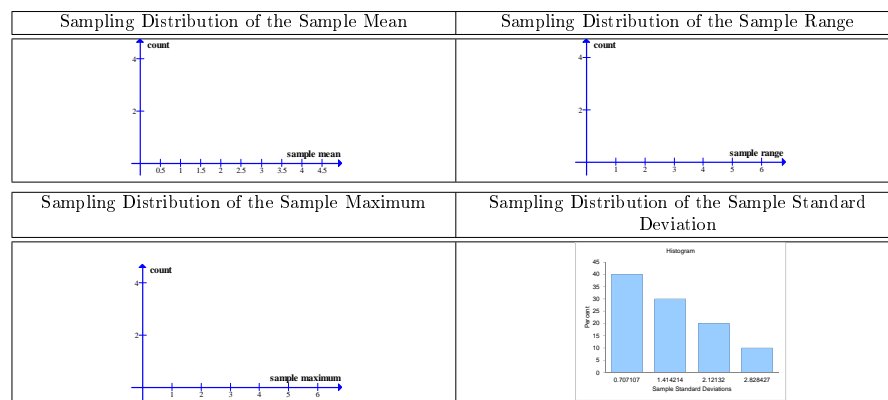 Sampling Distribution of the Sample Mean
Sampling Distribution of the Sample Range
count
4
2
sample mean
0.5 1 1.5 2 2.5 3 3.5 4 4.5
count
4
2
sample range
1 2 3 4 5 6
Sampling Distribution of the Sample Maximum
Sampling Distribution of the Sample Standard
Deviation
count
4
2
sample maximum
1 2 3 4 5 6
Histogram
Percent
45
40
35
30
25
20
15
10
5
0
0.707107 1.414214 2.12132 2.828427
Sample Standard Deviations